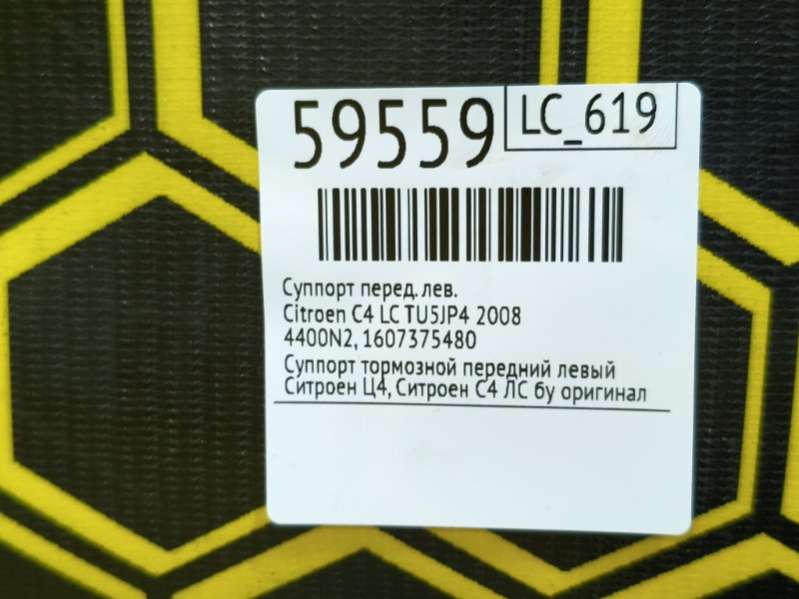 59559
LC_619
Суппорт перед. лев.
Citroen C4 LC TU5JP4 2008
4400N2, 1607375480
Суппорт тормозной передний левый
Ситроен Ц4, Ситроен С4 ЛС бу оригинал